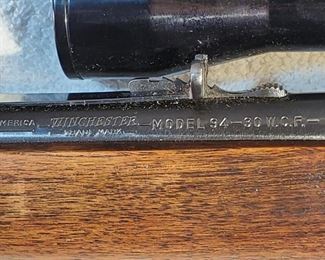 AMERICA. WINCHESTER MODEL 94-30 W.C.F.-
TRADE MARK